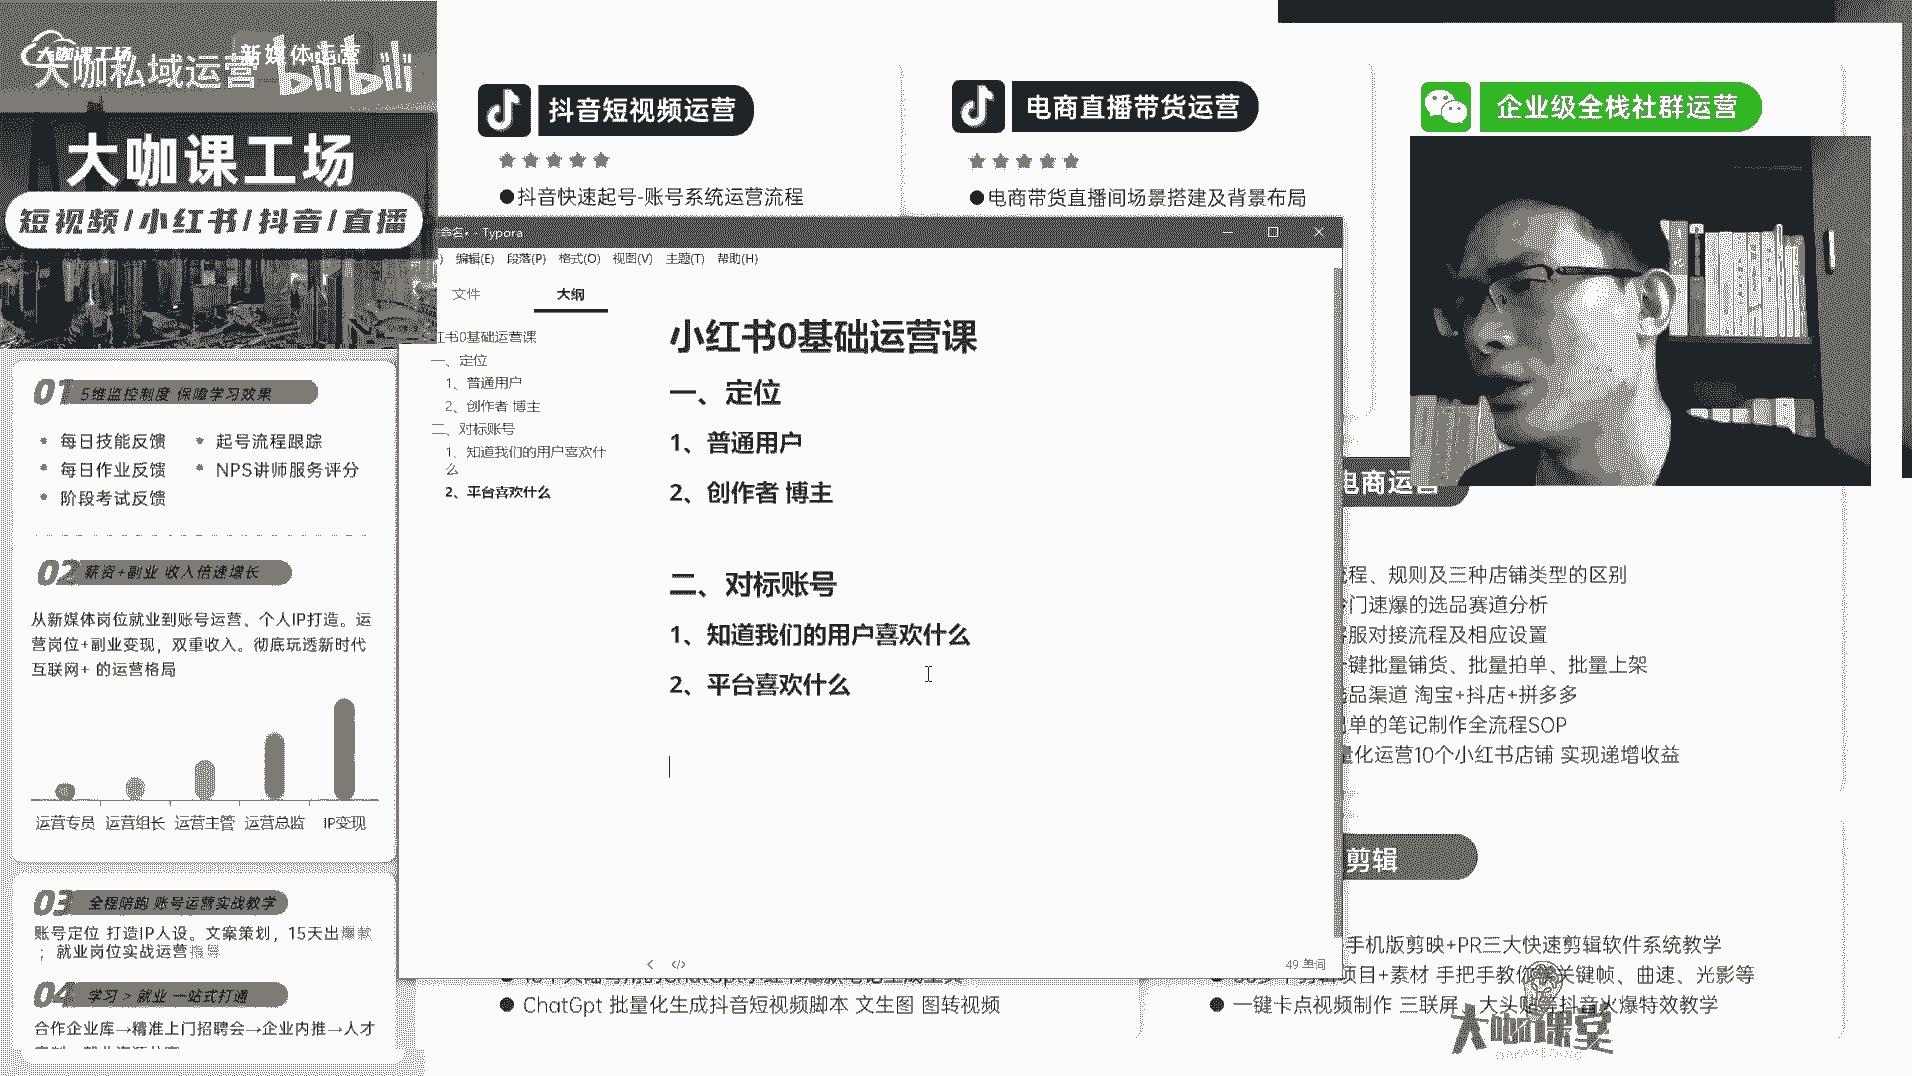 大咖课工场
新媒体运营
大咖私域运营
bilibili
大咖课工场
短视频/小红书/抖音/直播
01 5维监控制度 保障学习效果
每日技能反馈
起号流程跟踪
每日作业反馈
NPS讲师服务评分
阶段考试反馈
02 薪资+副业 收入倍速增长
从新媒体岗位就业到账号运营、个人IP打造。运
营岗位+副业变现，双重收入。彻底玩透新时代
互联网+ 的运营格局
运营专员 运营组长 运营主管 运营总监 IP变现
03 全程陪跑 账号运营实战教学
账号定位 打造IP人设。文案策划，15天出爆款
；就业岗位实战运营指导
04 学习 > 就业 一站式打通
合作企业库→精准上门招聘会→企业内推→人才
抖音短视频运营
●抖音快速起号-账号系统运营流程
电商直播带货运营
●电商带货直播间场景搭建及背景布局
企业级全栈社群运营
命名• - Typora
编辑(E) 段落(P) 格式(O) 视图(V) 主题(T) 帮助(H)
文件 大纲
红书0基础运营课
一、定位
1、普通用户
2、创作者 博主
二、对标账号
1、知道我们的用户喜欢什
么
2、平台喜欢什么
小红书0基础运营课
一、定位
1、普通用户
2、创作者 博主
二、对标账号
1、知道我们的用户喜欢什么
2、平台喜欢什么
49 单词
电商运营
程、规则及三种店铺类型的区别
门速爆的选品赛道分析
客服对接流程及相应设置
键批量铺货、批量拍单、批量上架
选品渠道 淘宝+抖店+拼多多
出单的笔记制作全流程SOP
量化运营10个小红书店铺 实现递增收益
剪辑
手机版剪映+PR三大快速剪辑软件系统教学
项目+素材 手把手教你做关键帧、曲速、光影等
● 一键卡点视频制作 三联屏、大头贴等抖音火爆特效教学
● ChatGpt 批量化生成抖音短视频脚本 文生图 图转视频
大咖课堂